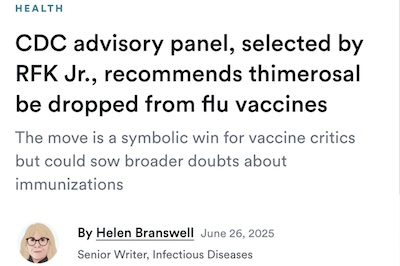 HEALTH
CDC advisory panel, selected by
RFK Jr., recommends thimerosal
be dropped from flu vaccines
The move is a symbolic win for vaccine critics
but could sow broader doubts about
immunizations
By Helen Branswell June 26, 2025
Senior Writer, Infectious Diseases